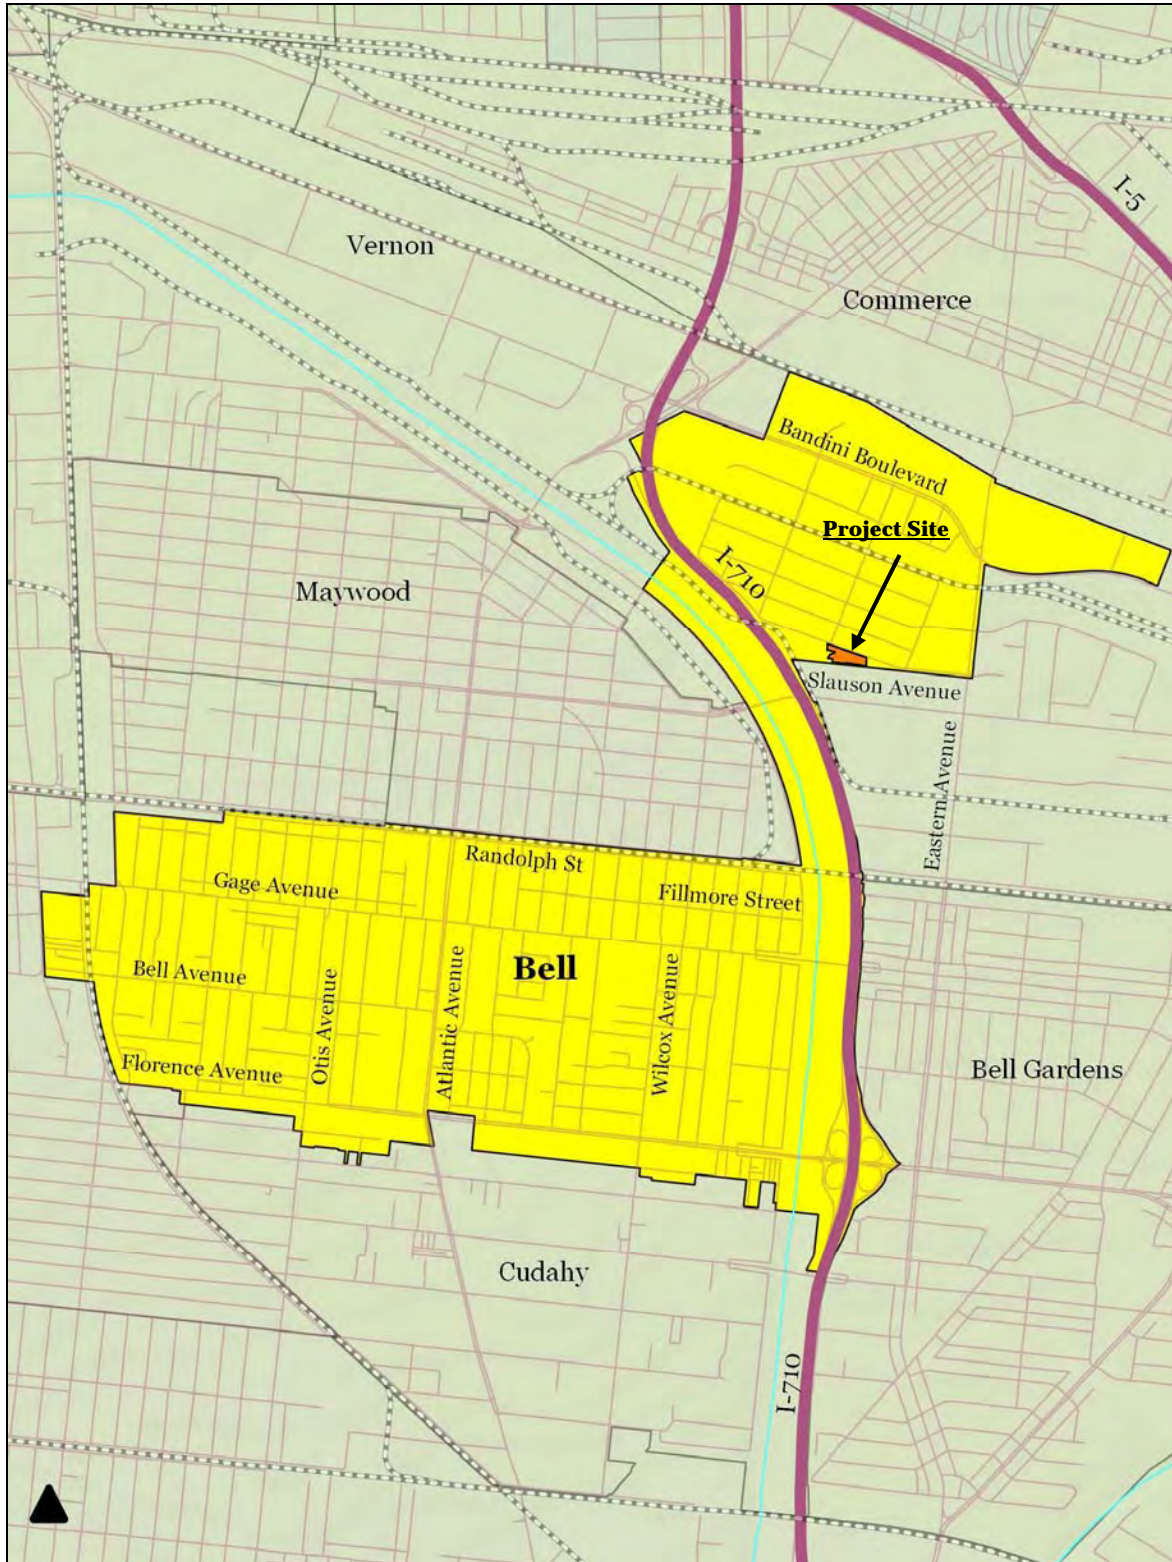 I-5
Vernon
Commerce
Bandini Boulevard
Project Site
I-710
Maywood
Slauson Avenue
Eastern Avenue
Randolph St
Gage Avenue
Fillmore Street
Bell
Bell Avenue
Otis Avenue
Atlantic Avenue
Wilcox Avenue
Florence Avenue
Bell Gardens
Cudahy
I-710